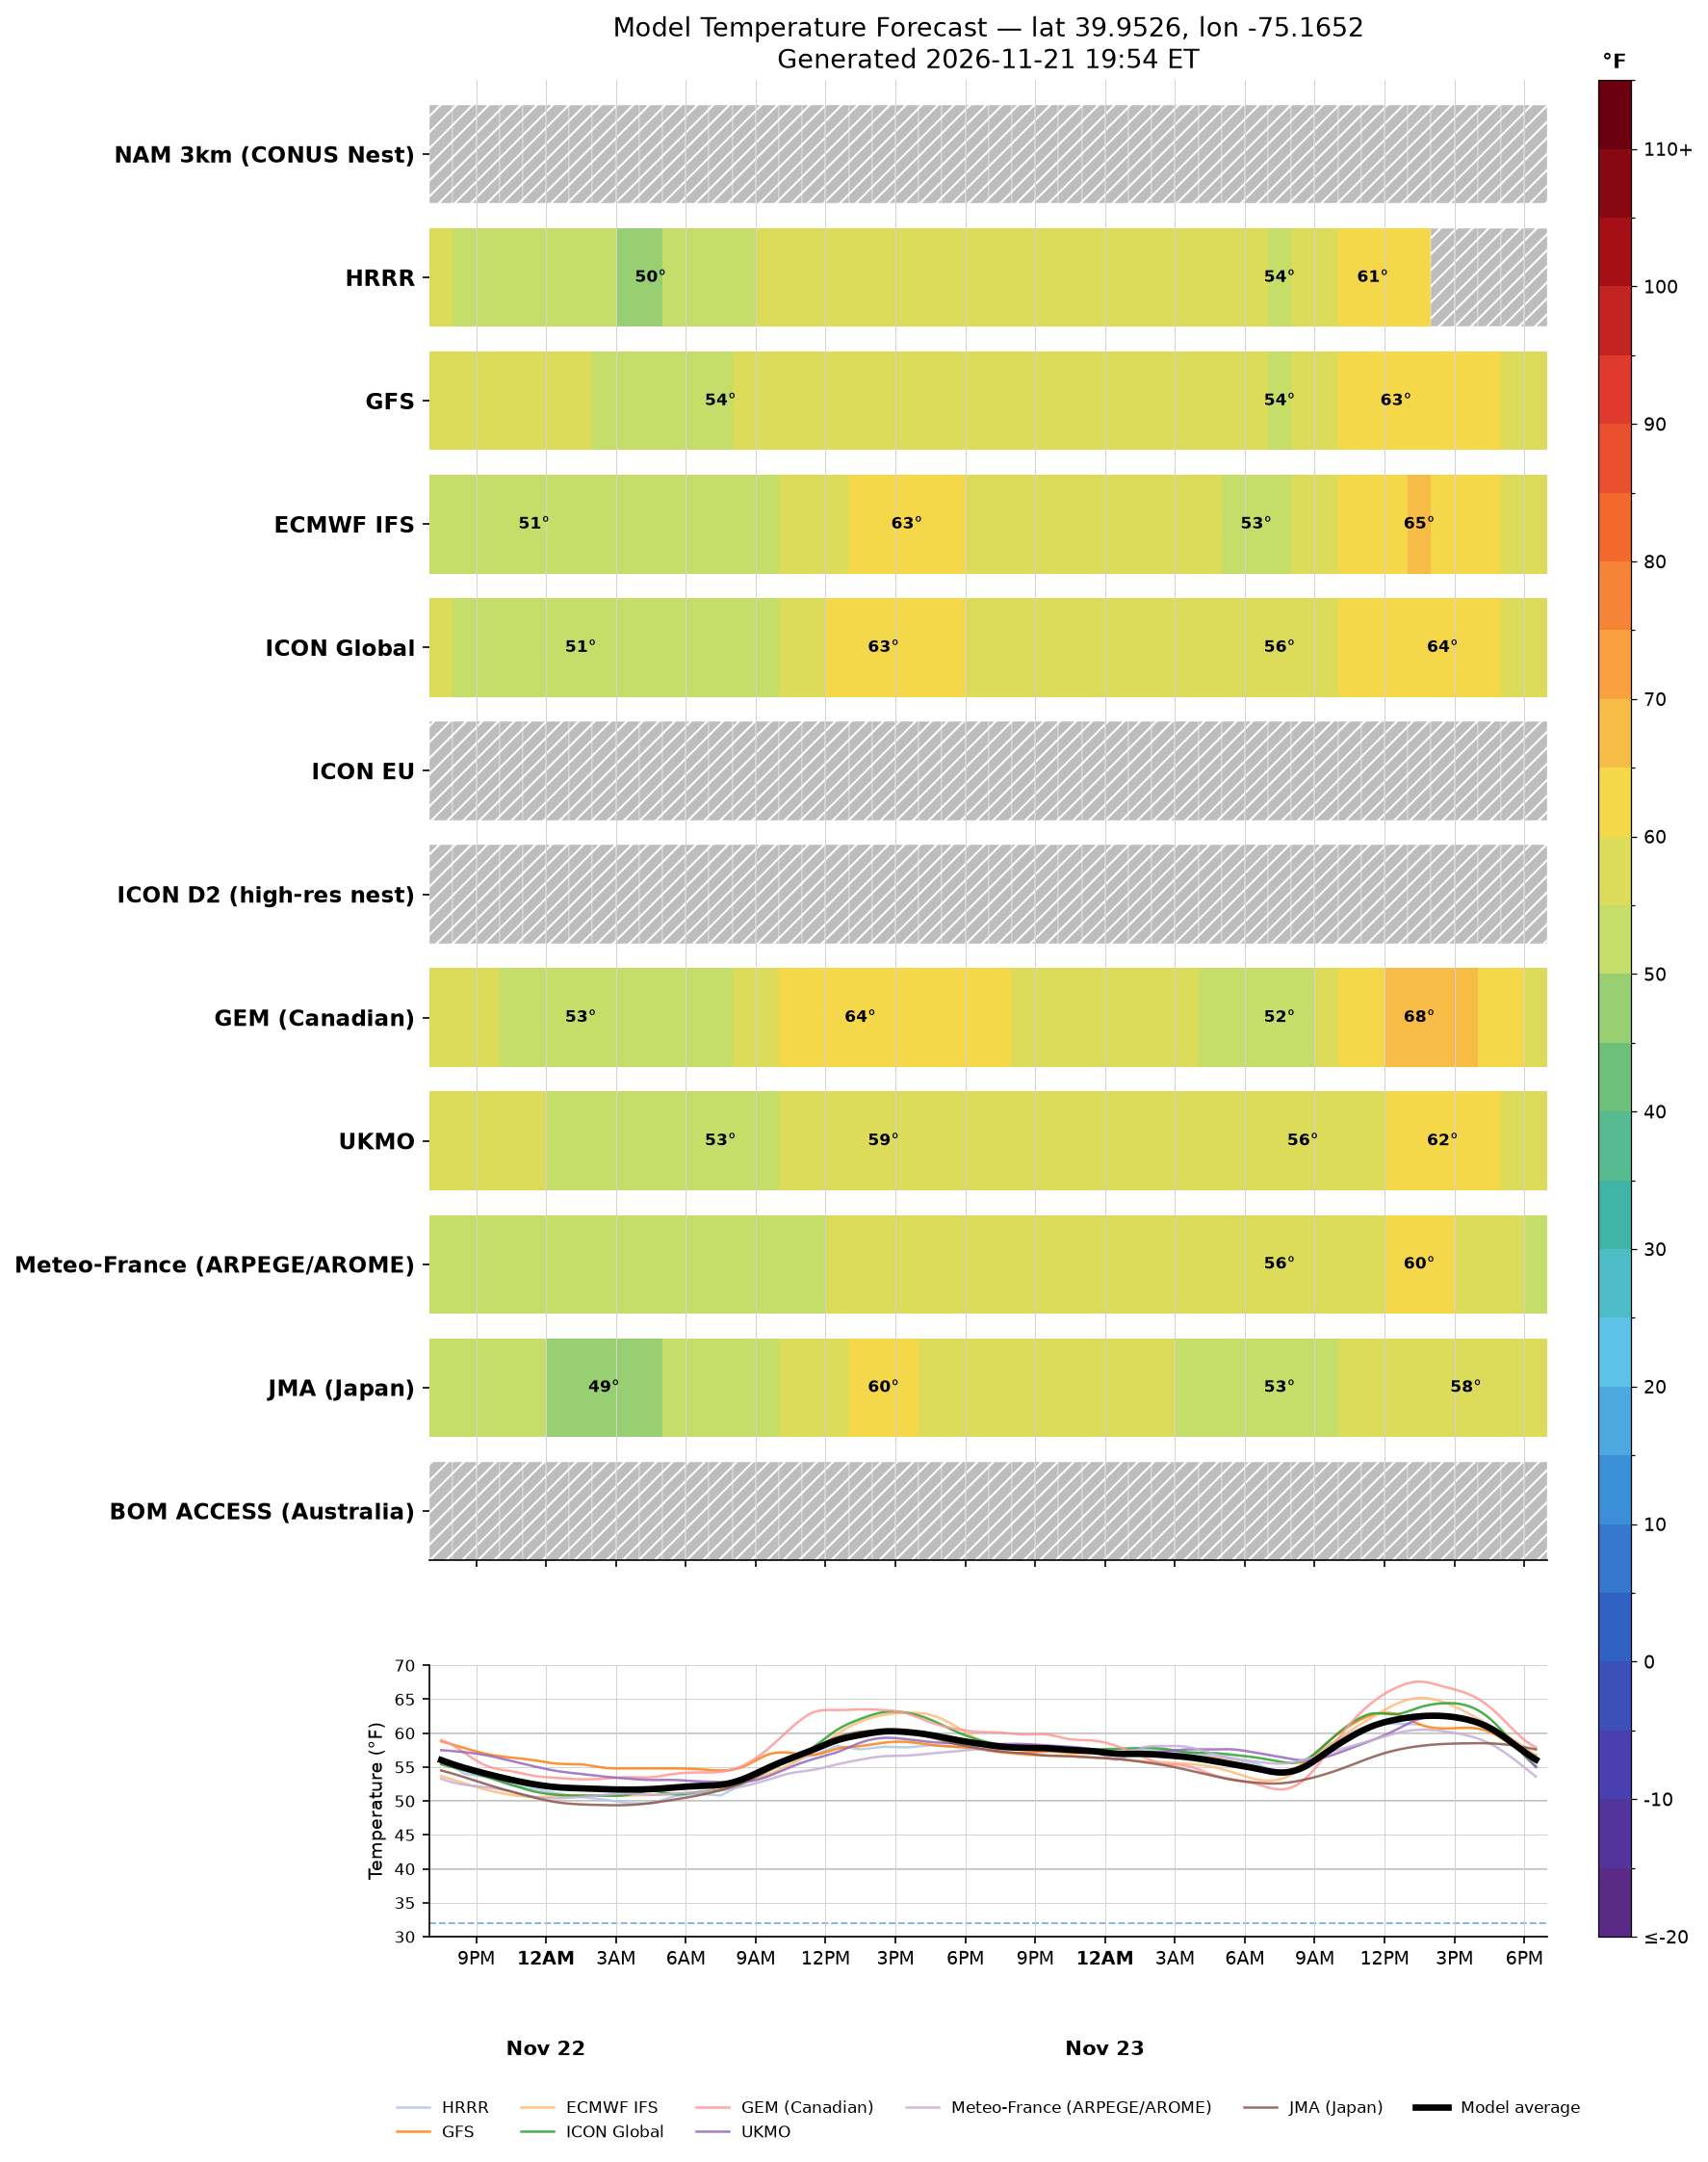 Model Temperature Forecast — lat 39.9526, lon -75.1652
Generated 2026-11-21 19:54 ET
°F
NAM 3km (CONUS Nest)
HRRR
50°
54°
61°
GFS
54°
54°
63°
ECMWF IFS
51°
63°
53°
65°
ICON Global
51°
63°
56°
64°
ICON EU
ICON D2 (high-res nest)
GEM (Canadian)
53°
64°
52°
68°
UKMO
53°
59°
56°
62°
Meteo-France (ARPEGE/AROME)
56°
60°
JMA (Japan)
49°
60°
53°
58°
BOM ACCESS (Australia)
110+
100
90
80
70
60
50
40
30
20
10
0
-10
≤-20
Temperature (°F)
70
65
60
55
50
45
40
35
30
9PM 12AM 3AM 6AM 9AM 12PM 3PM 6PM 9PM 12AM 3AM 6AM 9AM 12PM 3PM 6PM
Nov 22 Nov 23
HRRR ECMWF IFS GEM (Canadian) Meteo-France (ARPEGE/AROME) JMA (Japan) Model average
GFS ICON Global UKMO